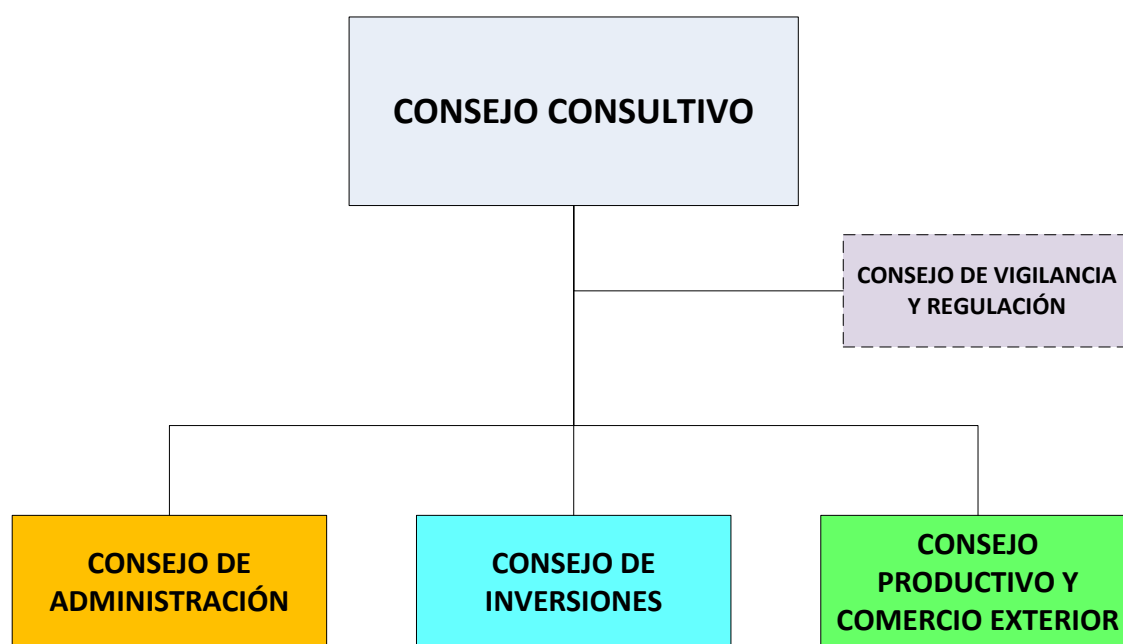 CONSEJO CONSULTIVO
CONSEJO DE VIGILANCIA
Y REGULACIÓN
CONSEJO DE
ADMINISTRACIÓN
CONSEJO DE
INVERSIONES
CONSEJO
PRODUCTIVO Y
COMERCIO EXTERIOR